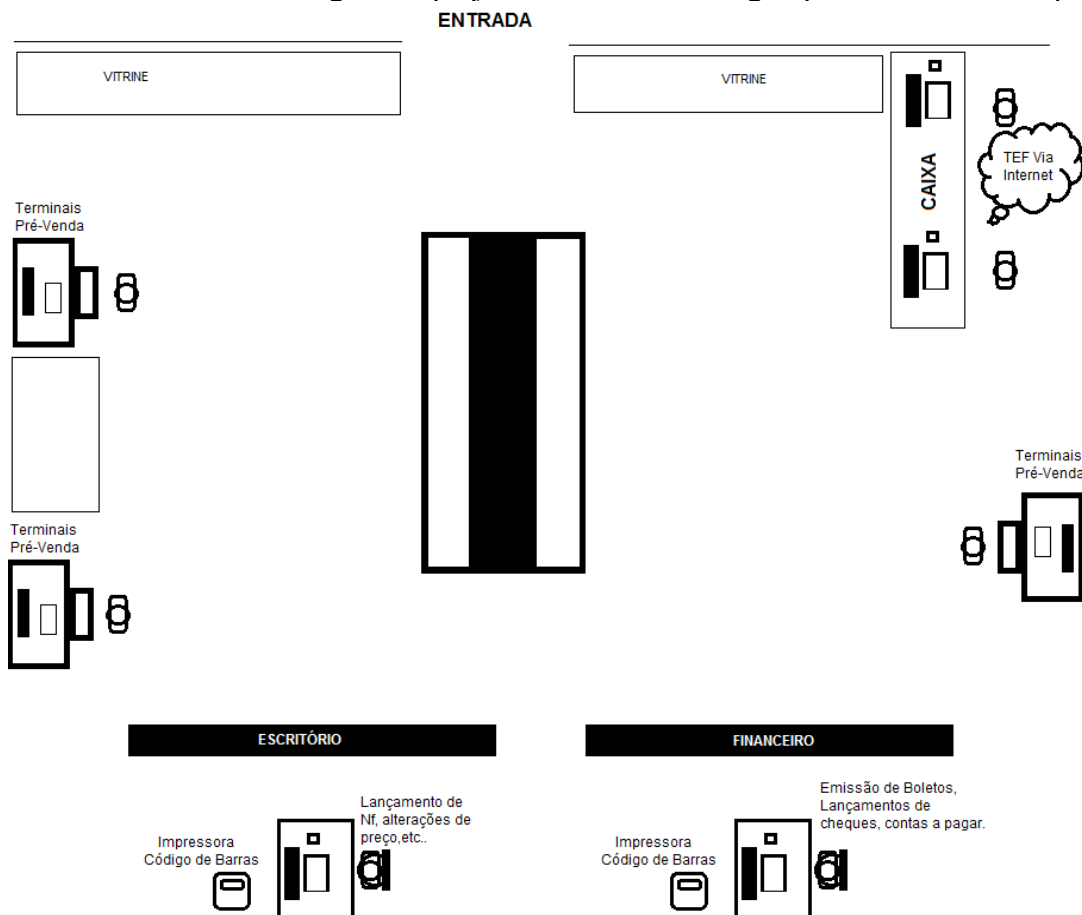 ENTRADA
VITRINE
VITRINE
CAIXA
TEF Via
Internet
Terminais
Pré-Venda
Terminais
Pré-Venda
Terminais
Pré-Venda
ESCRITÓRIO
FINANCEIRO
Lançamento de
Nf, alterações de
preço,etc..
Impressora
Código de Barras
Emissão de Boletos,
Lançamentos de
cheques, contas a pagar.
Impressora
Código de Barras